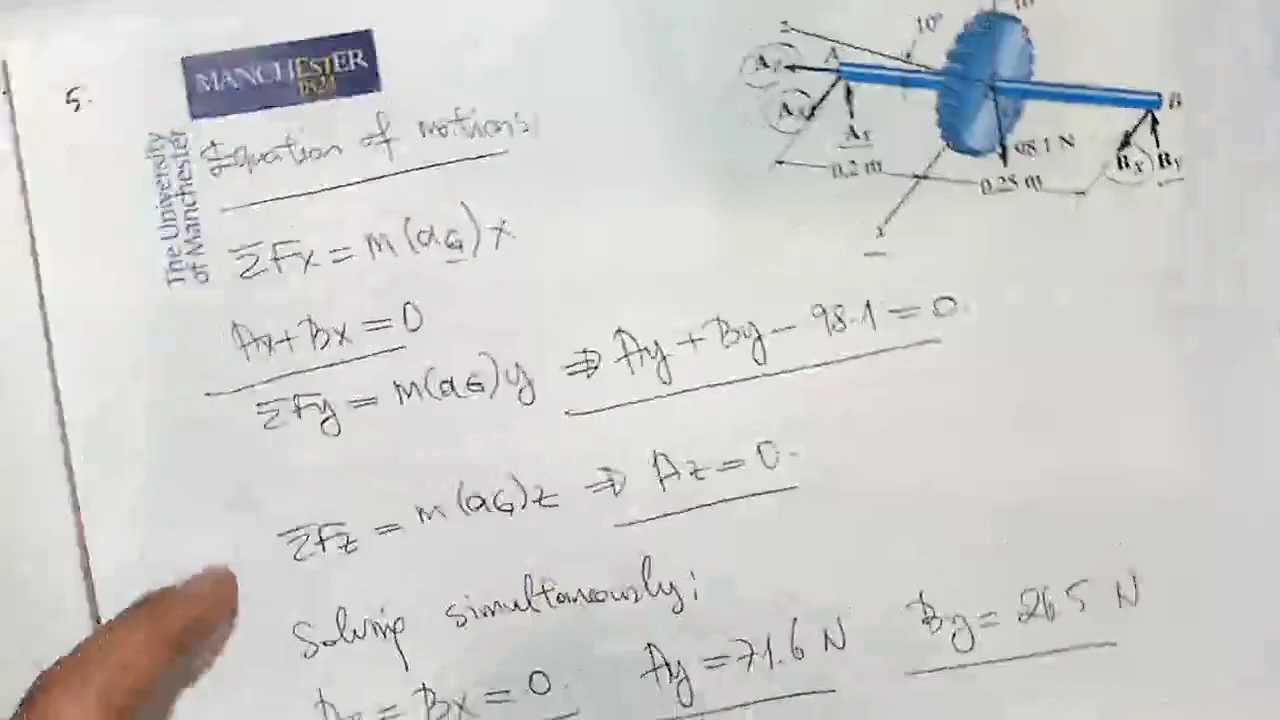 5.
MANCHESTER
1824
The University
of Manchester
Equation of motions:
ΣFx = m(aG)x
Ax+Bx = 0
ΣFy = m(aG)y ⇒ Ay + By - 98.1 = 0.
ΣFz = m(aG)z ⇒ Az = 0.
Solving simultaneously;
Bx = 0. Ay = 71.6 N By = 26.5 N
10°
A
B
98.1 N
0.2 m
0.25 m
Bx By